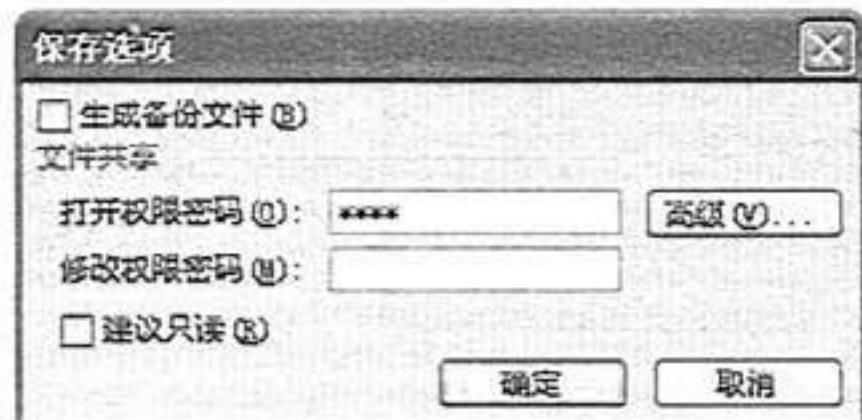 保存选项
生成备份文件(B)
文件共享
打开权限密码(O): **** 高级(V)...
修改权限密码(M):
建议只读(R)
确定 取消